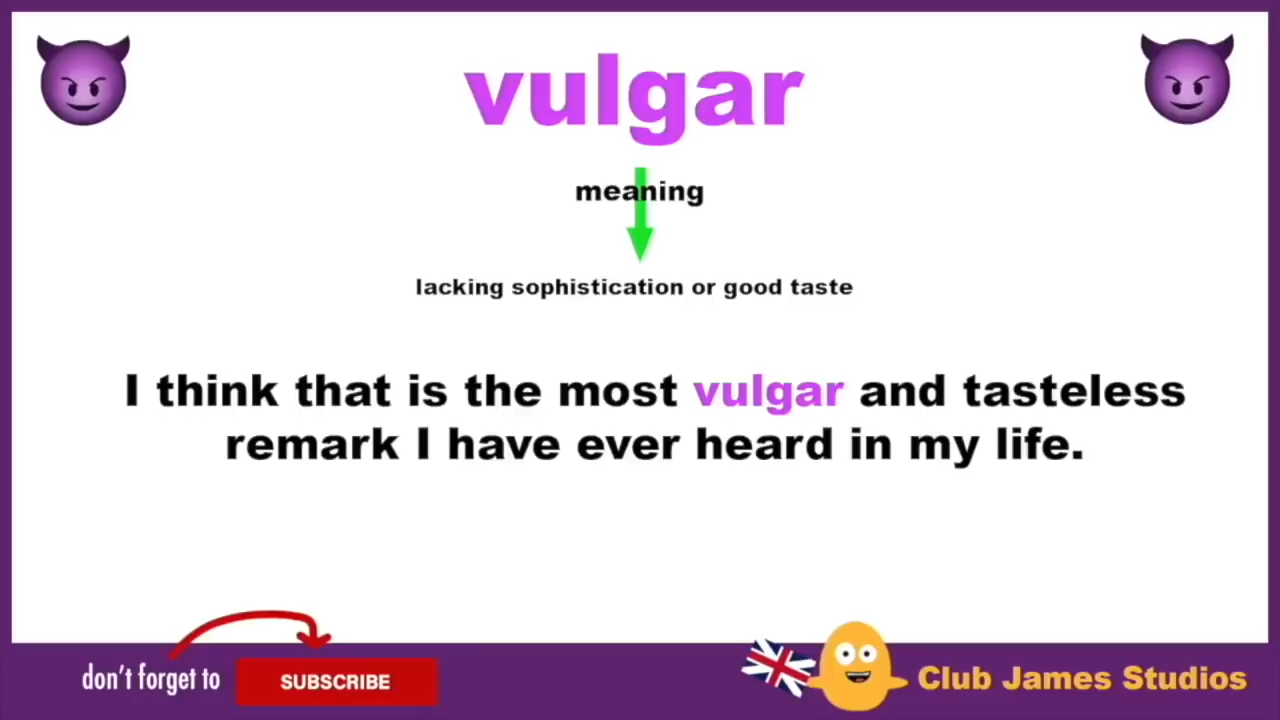 vulgar
meaning
lacking sophistication or good taste
I think that is the most vulgar and tasteless
remark I have ever heard in my life.
don't forget to
SUBSCRIBE
Club James Studios